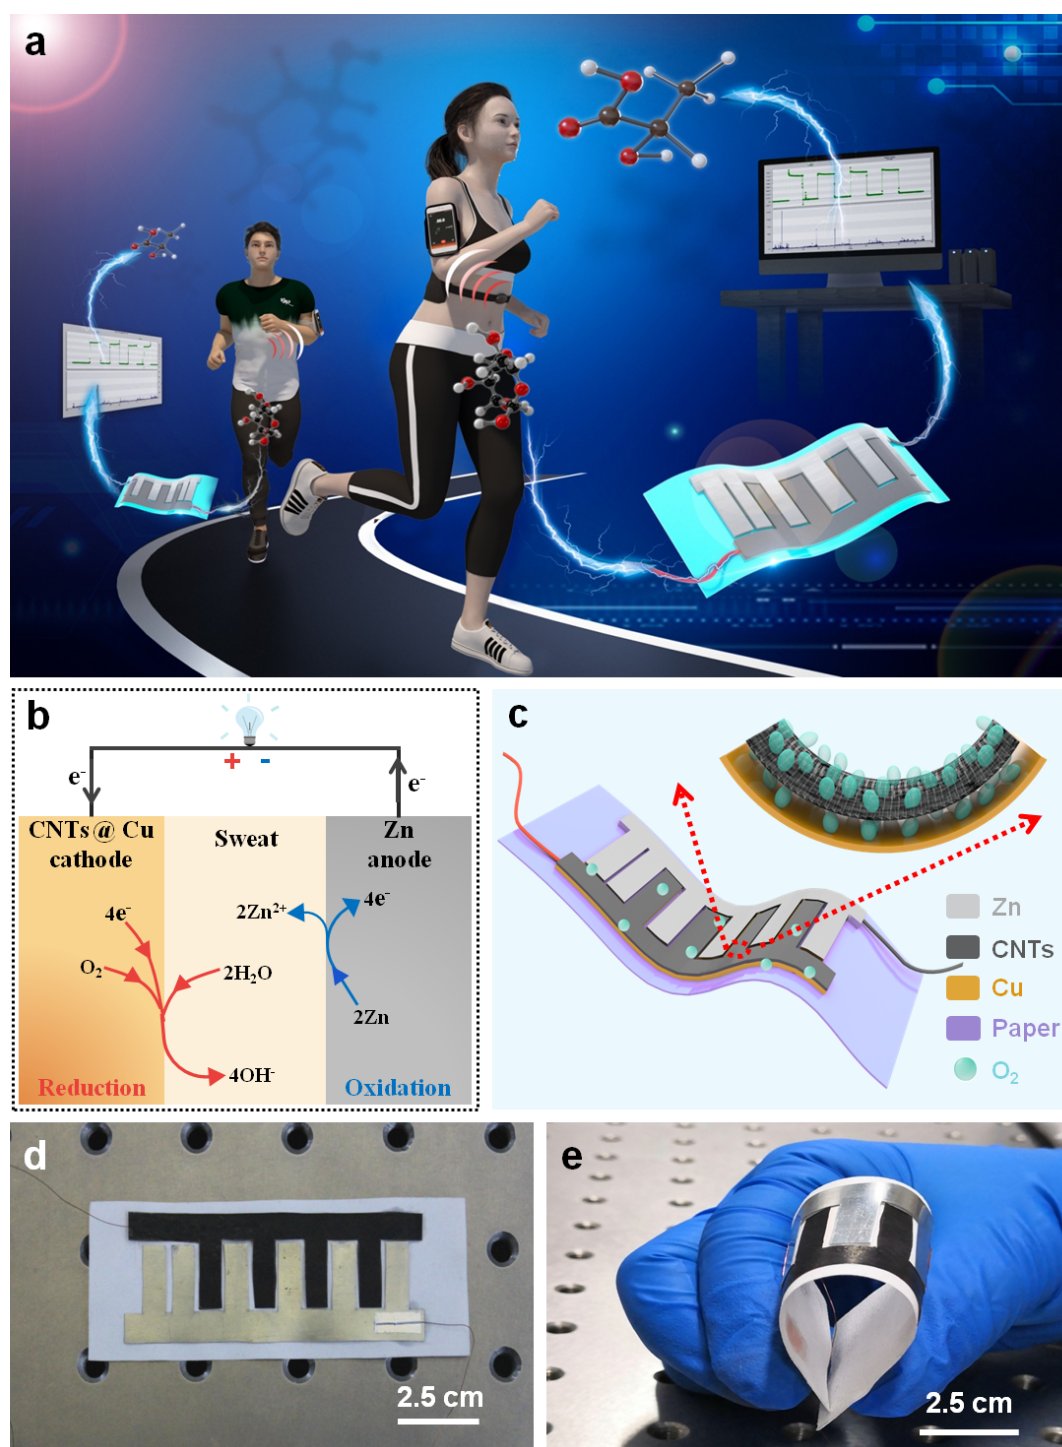 a
b
+ -
e⁻
e⁻
CNTs@Cu
cathode
Sweat
Zn
anode
4e⁻
O₂
2H₂O
4OH⁻
2Zn²⁺
4e⁻
2Zn
Reduction
Oxidation
c
Zn
CNTs
Cu
Paper
O₂
d
2.5 cm
e
2.5 cm